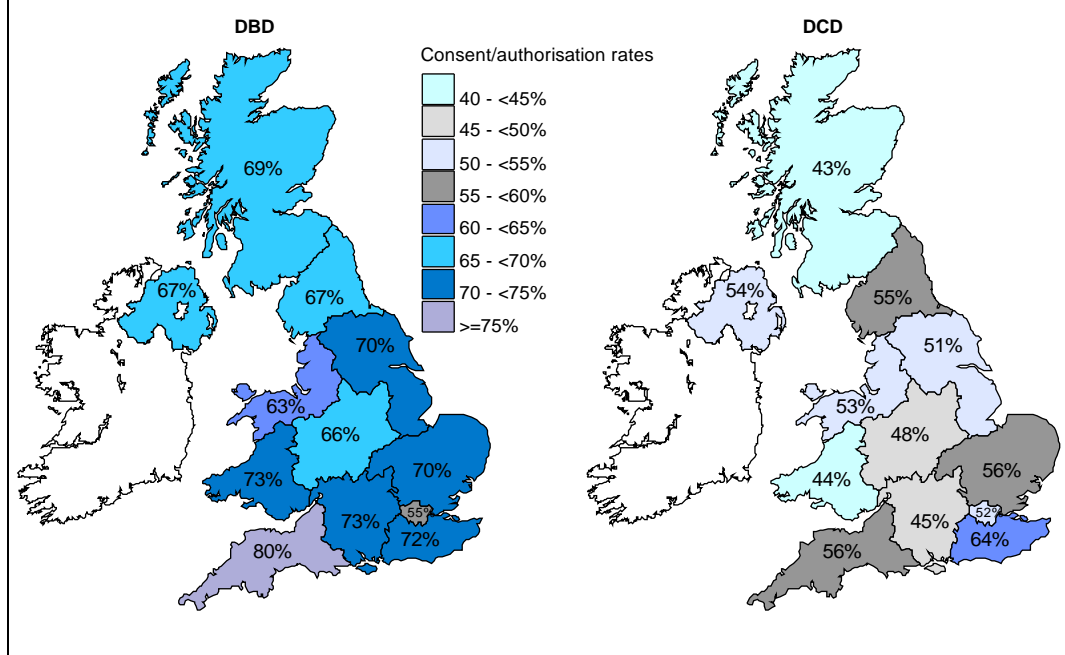 DBD
DCD
Consent/authorisation rates
40 - <45%
45 - <50%
50 - <55%
55 - <60%
60 - <65%
65 - <70%
70 - <75%
>=75%
69%
67%
67%
70%
63%
66%
73%
70%
55%
73%
72%
80%
43%
54%
55%
51%
53%
48%
44%
56%
52%
45%
64%
56%